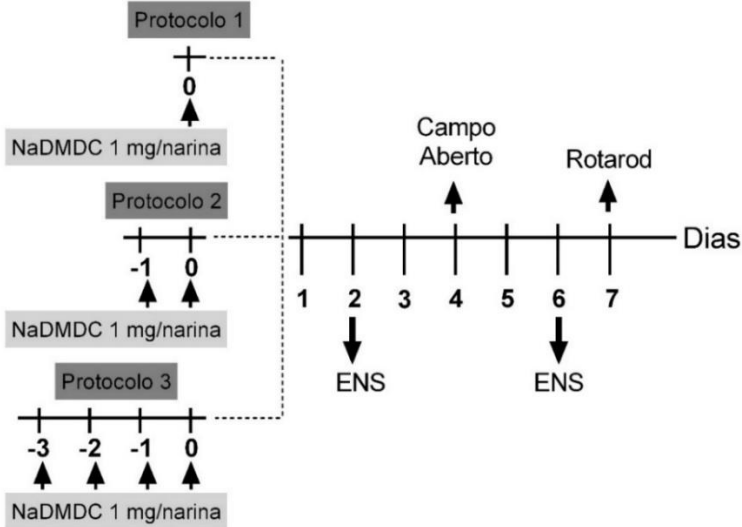 Protocolo 1
0
NaDMDC 1 mg/narina
Protocolo 2
-1 0
NaDMDC 1 mg/narina
Protocolo 3
-3 -2 -1 0
NaDMDC 1 mg/narina
Campo
Aberto
Rotarod
Dias
1 2 3 4 5 6 7
ENS ENS